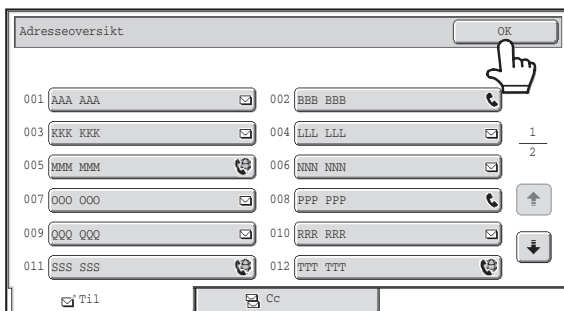 Adresseoversikt OK
001 AAA AAA 002 BBB BBB
003 KKK KKK 004 LLL LLL 1
2
005 MMM MMM 006 NNN NNN
007 OOO OOO 008 PPP PPP
009 QQQ QQQ 010 RRR RRR
011 SSS SSS 012 TTT TTT
Til Cc